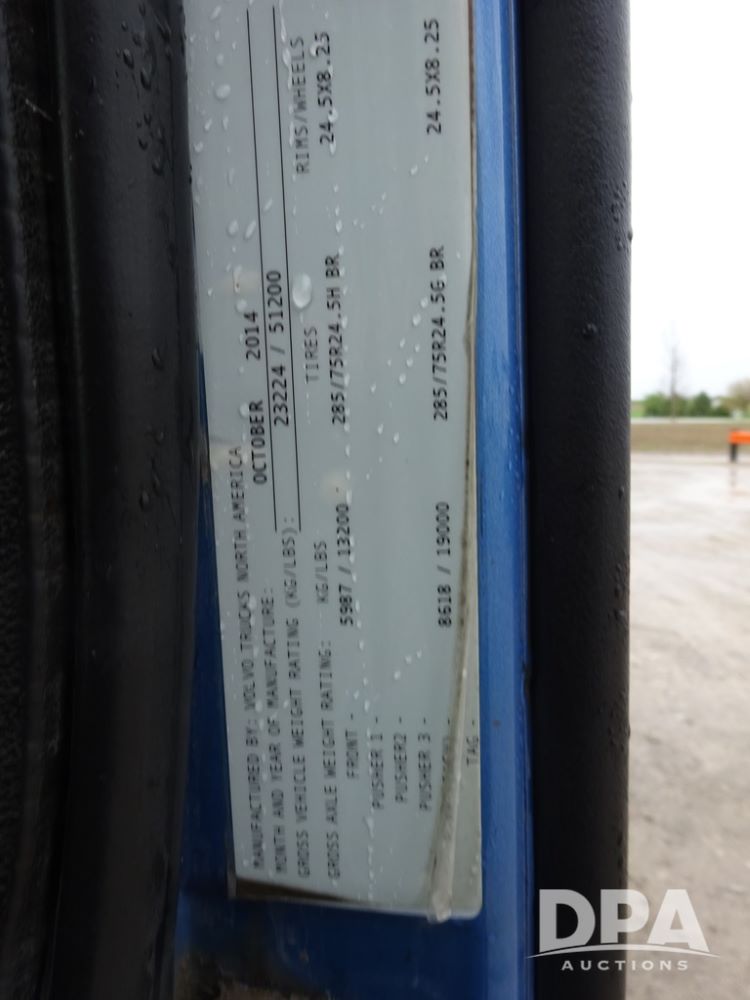 MANUFACTURED BY: VOLVO TRUCKS NORTH AMERICA
MONTH AND YEAR OF MANUFACTURE: OCTOBER 2014
GROSS VEHICLE WEIGHT RATING (KG/LBS): 23224 / 51200
GROSS AXLE WEIGHT RATING: KG/LBS TIRES RIMS/WHEELS
FRONT - 5987 / 13200 - 285/75R24.5H BR 24.5X8.25
PUSHER 1 -
PUSHER2 -
PUSHER 3 -
8618 / 19000 285/75R24.5G BR 24.5X8.25
TAG -
DPA
AUCTIONS